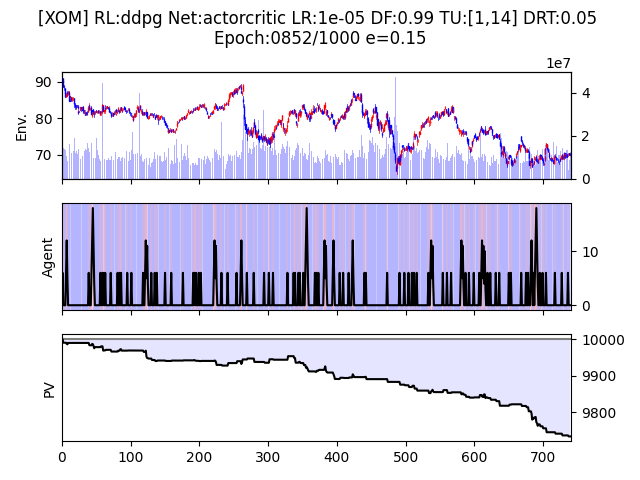 [XOM] RL:ddpg Net:actorcritic LR:1e-05 DF:0.99 TU:[1,14] DRT:0.05
Epoch:0852/1000 e=0.15
1e7
Env.
90
80
70
4
2
0
Agent
10
0
PV
10000
9900
9800
0 100 200 300 400 500 600 700